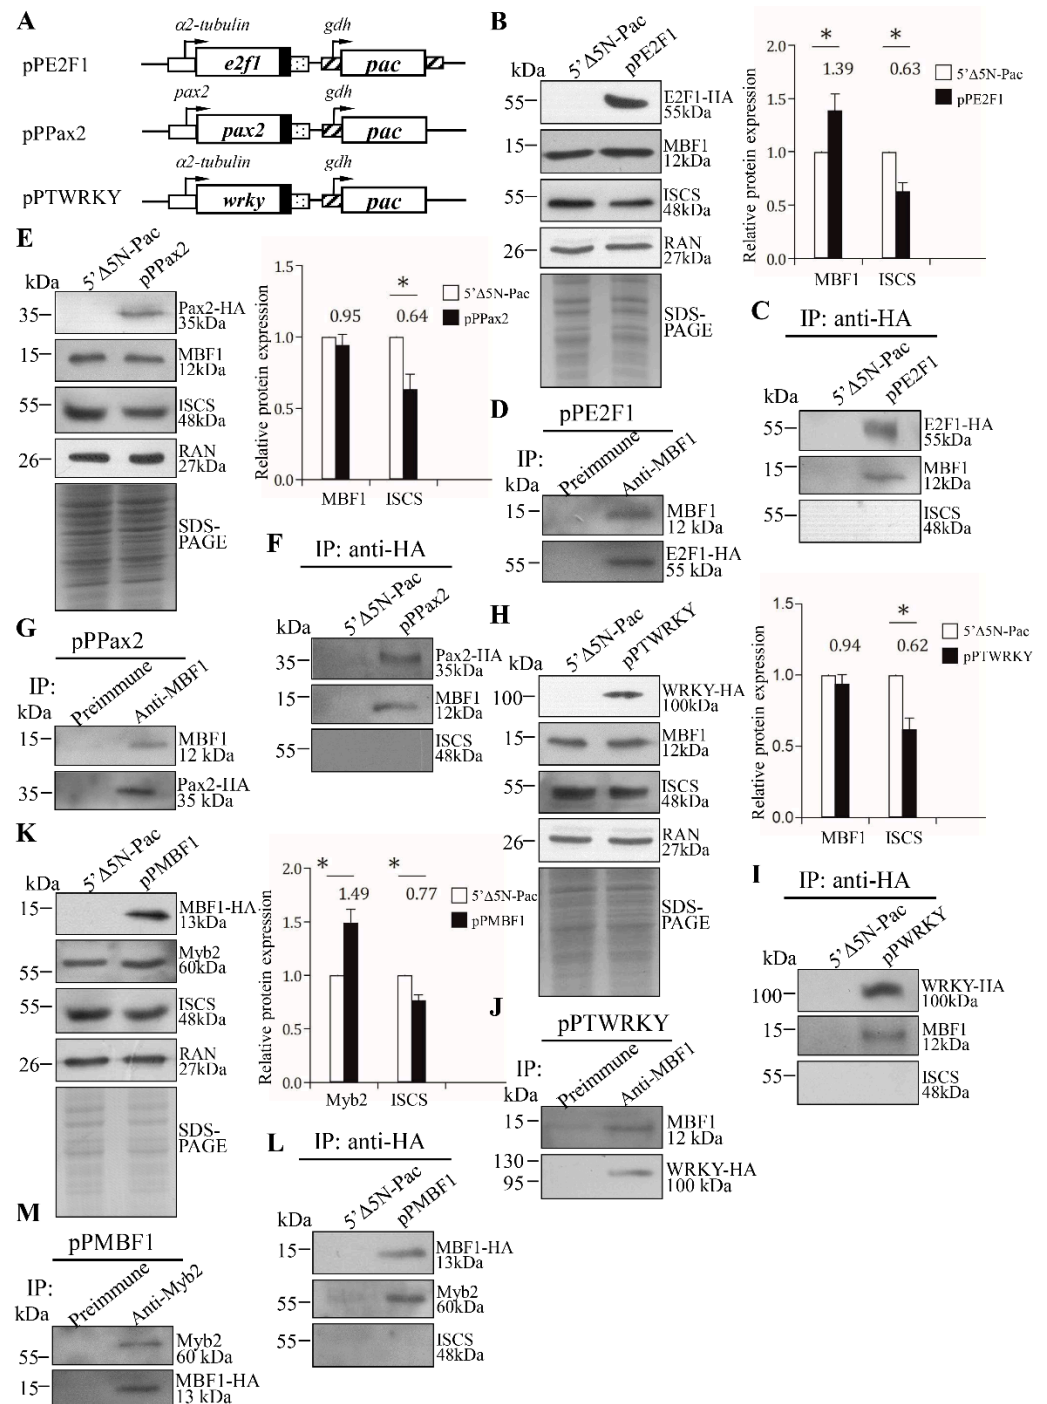 A
α2-tubulin
gdh
pPE2F1
e2f1
pac
pax2
gdh
pPPax2
pax2
pac
α2-tubulin
gdh
pPTWRKY
wrky
pac
B
5'Δ5N-Pac
pPE2F1
kDa
55
E2F1-HA
55kDa
15
MBF1
12kDa
55
ISCS
48kDa
26
RAN
27kDa
SDS-
PAGE
Relative protein expression
2.0
1.5
1.0
0.5
0.0
*
*
1.39
0.63
5'Δ5N-Pac
pPE2F1
MBF1
ISCS
C
IP: anti-HA
5'Δ5N-Pac
pPE2F1
kDa
55
E2F1-HA
55kDa
15
MBF1
12kDa
55
ISCS
48kDa
D
pPE2F1
IP:
Preimmune
Anti-MBF1
kDa
15
MBF1
12 kDa
55
E2F1-HA
55 kDa
E
5'Δ5N-Pac
pPPax2
kDa
35
Pax2-HA
35kDa
15
MBF1
12kDa
55
ISCS
48kDa
26
RAN
27kDa
SDS-
PAGE
Relative protein expression
1.5
1.0
0.5
0.0
*
0.95
0.64
5'Δ5N-Pac
pPPax2
MBF1
ISCS
F
IP: anti-HA
5'Δ5N-Pac
pPPax2
kDa
35
Pax2-HA
35kDa
15
MBF1
12kDa
55
ISCS
48kDa
G
pPPax2
IP:
Preimmune
Anti-MBF1
kDa
15
MBF1
12 kDa
35
Pax2-HA
35 kDa
H
5'Δ5N-Pac
pPTWRKY
kDa
100
WRKY-HA
100kDa
15
MBF1
12kDa
55
ISCS
48kDa
26
RAN
27kDa
SDS-
PAGE
Relative protein expression
1.5
1.0
0.5
0.0
*
0.94
0.62
5'Δ5N-Pac
pPTWRKY
MBF1
ISCS
I
IP: anti-HA
5'Δ5N-Pac
pPWRKY
kDa
100
WRKY-HA
100kDa
15
MBF1
12kDa
55
ISCS
48kDa
J
pPTWRKY
IP:
Preimmune
Anti-MBF1
kDa
15
MBF1
12 kDa
130
95
WRKY-HA
100 kDa
K
5'Δ5N-Pac
pPMBF1
kDa
15
MBF1-HA
13kDa
55
Myb2
60kDa
55
ISCS
48kDa
26
RAN
27kDa
SDS-
PAGE
Relative protein expression
2.0
1.5
1.0
0.5
0.0
*
*
1.49
0.77
5'Δ5N-Pac
pPMBF1
Myb2
ISCS
L
IP: anti-HA
5'Δ5N-Pac
pPMBF1
kDa
15
MBF1-HA
13kDa
55
Myb2
60kDa
55
ISCS
48kDa
M
pPMBF1
IP:
Preimmune
Anti-Myb2
kDa
55
Myb2
60 kDa
15
MBF1-HA
13 kDa